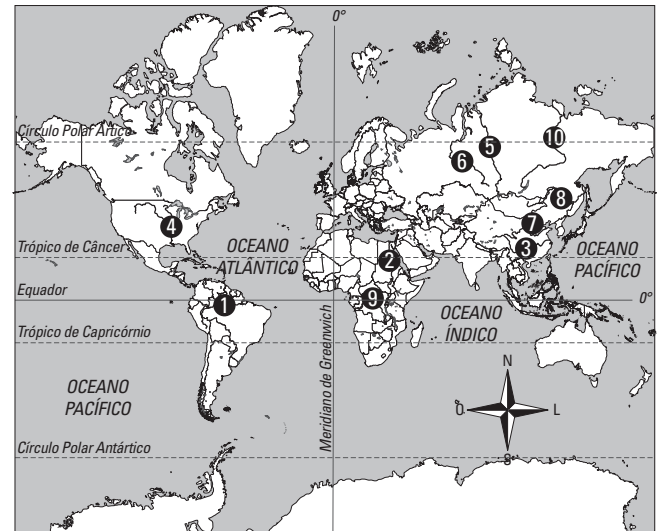 0°
Círculo Polar Ártico
10
5
6
8
7
4
3
Trópico de Câncer
OCEANO
ATLÂNTICO
2
OCEANO
PACÍFICO
Equador
1
9
0°
OCEANO
ÍNDICO
Trópico de Capricórnio
Meridiano de Greenwich
OCEANO
PACÍFICO
N
O
L
S
Círculo Polar Antártico